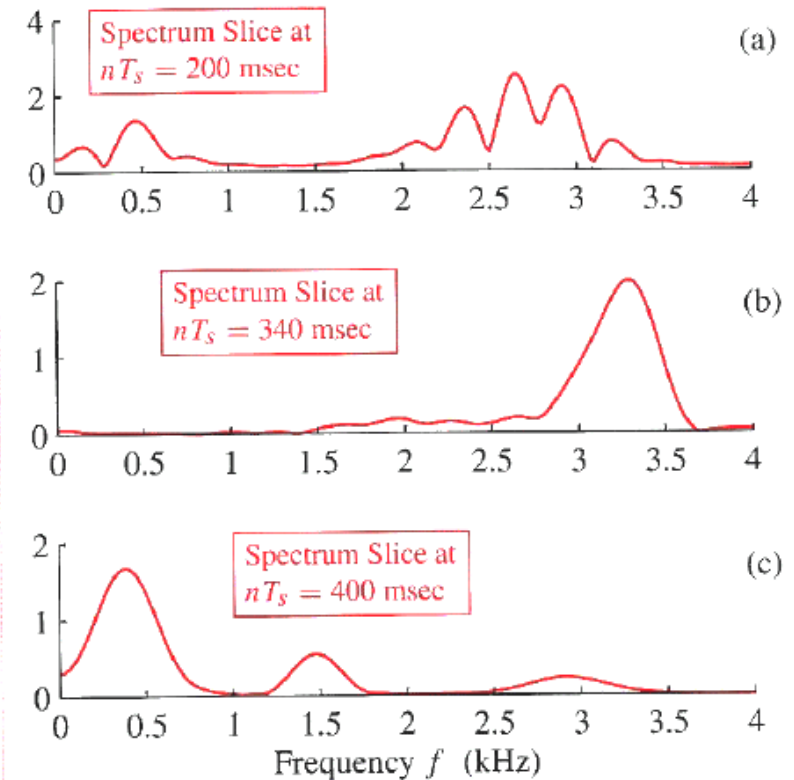 4
Spectrum Slice at
nTs = 200 msec
(a)
2
0
0 0.5 1 1.5 2 2.5 3 3.5 4
2
Spectrum Slice at
nTs = 340 msec
(b)
1
0
0 0.5 1 1.5 2 2.5 3 3.5 4
2
Spectrum Slice at
nTs = 400 msec
(c)
1
0
0 0.5 1 1.5 2 2.5 3 3.5 4
Frequency f (kHz)